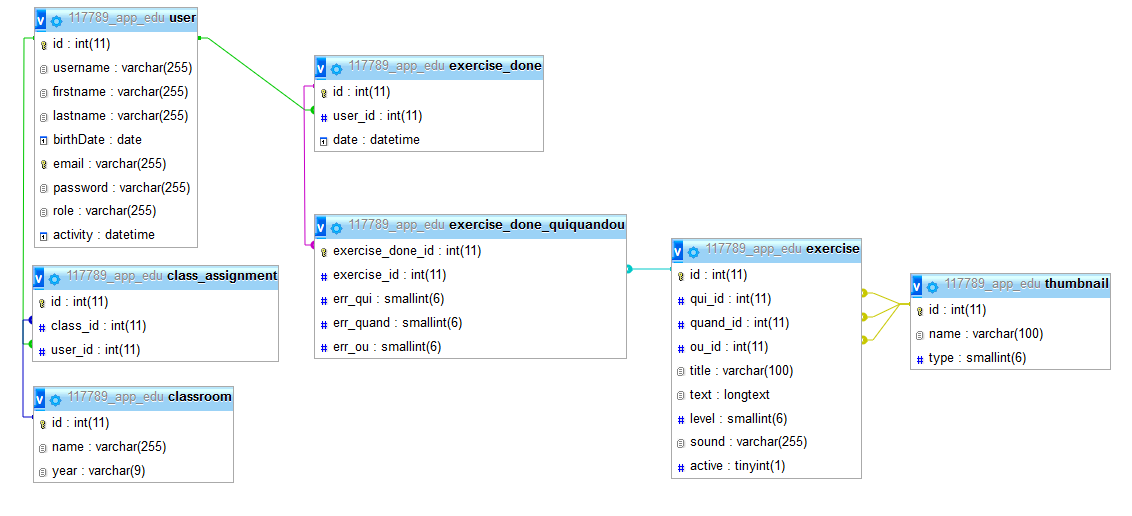 117789_app_edu user
id : int(11)
username : varchar(255)
firstname : varchar(255)
lastname : varchar(255)
birthDate : date
email : varchar(255)
password : varchar(255)
role : varchar(255)
activity : datetime
v 117789_app_edu class_assignment
id : int(11)
# class_id : int(11)
# user_id : int(11)
v 117789_app_edu classroom
id : int(11)
name : varchar(255)
year : varchar(9)
v 117789_app_edu exercise_done
id : int(11)
# user_id : int(11)
date : datetime
v 117789_app_edu exercise_done_quiquandou
exercise_done_id : int(11)
# exercise_id : int(11)
# err_qui : smallint(6)
# err_quand : smallint(6)
# err_ou : smallint(6)
v 117789_app_edu exercise
id : int(11)
# qui_id : int(11)
# quand_id : int(11)
# ou_id : int(11)
title : varchar(100)
text : longtext
# level : smallint(6)
sound : varchar(255)
# active : tinyint(1)
v 117789_app_edu thumbnail
id : int(11)
name : varchar(100)
# type : smallint(6)